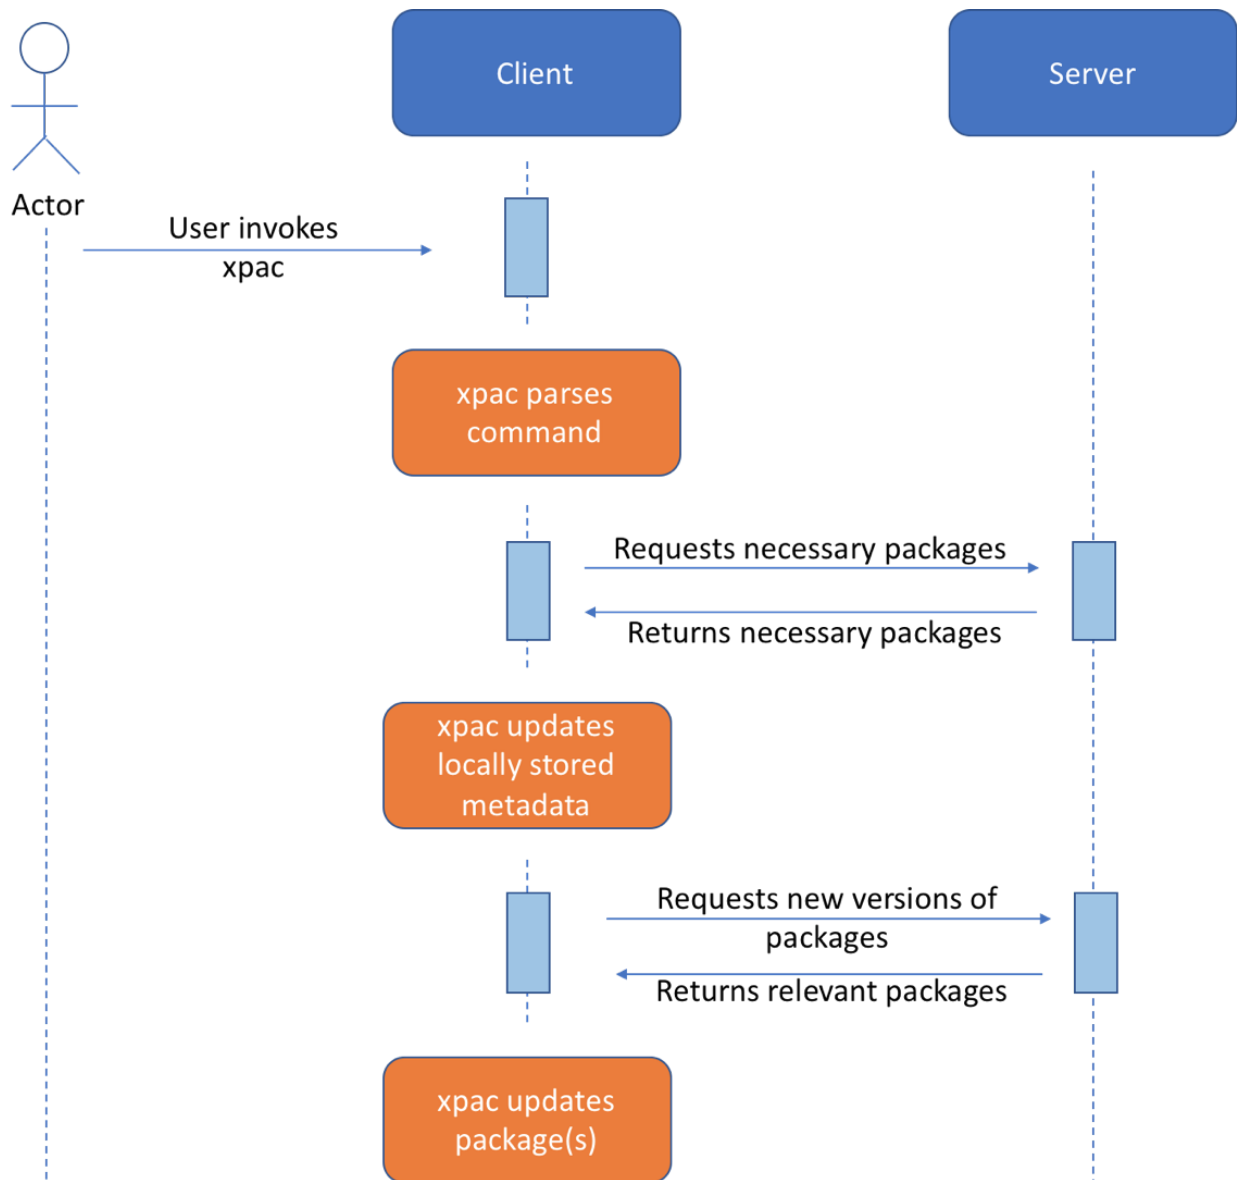 Client
Server
Actor
User invokes
xpac
xpac parses
command
Requests necessary packages
Returns necessary packages
xpac updates
locally stored
metadata
Requests new versions of
packages
Returns relevant packages
xpac updates
package(s)